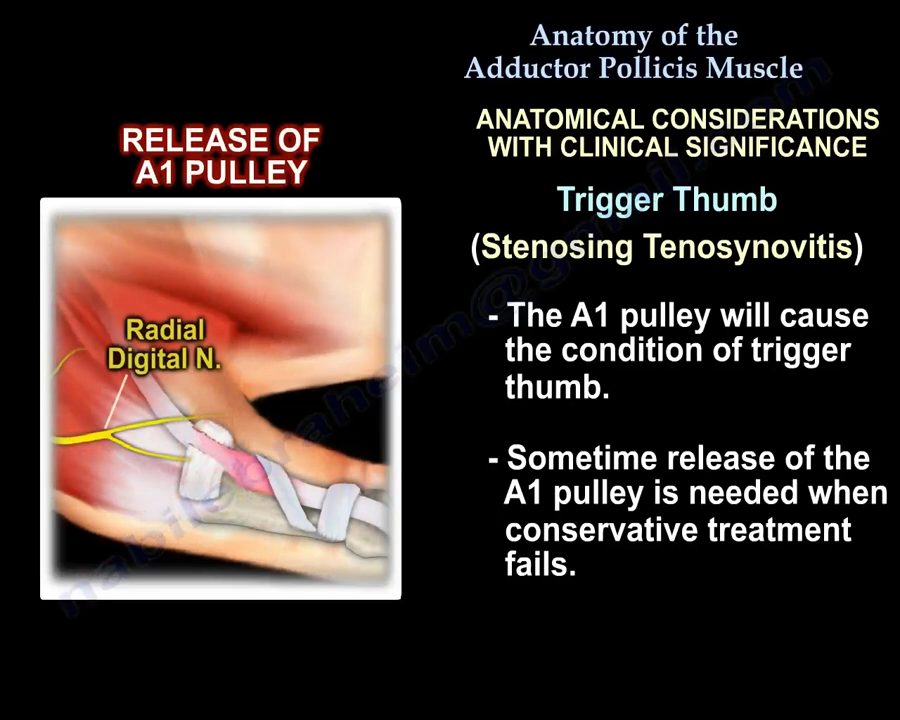 Anatomy of the
Adductor Pollicis Muscle
RELEASE OF
A1 PULLEY
ANATOMICAL CONSIDERATIONS
WITH CLINICAL SIGNIFICANCE
Trigger Thumb
(Stenosing Tenosynovitis)
Radial
Digital N.
- The A1 pulley will cause
the condition of trigger
thumb.
- Sometime release of the
A1 pulley is needed when
conservative treatment
fails.